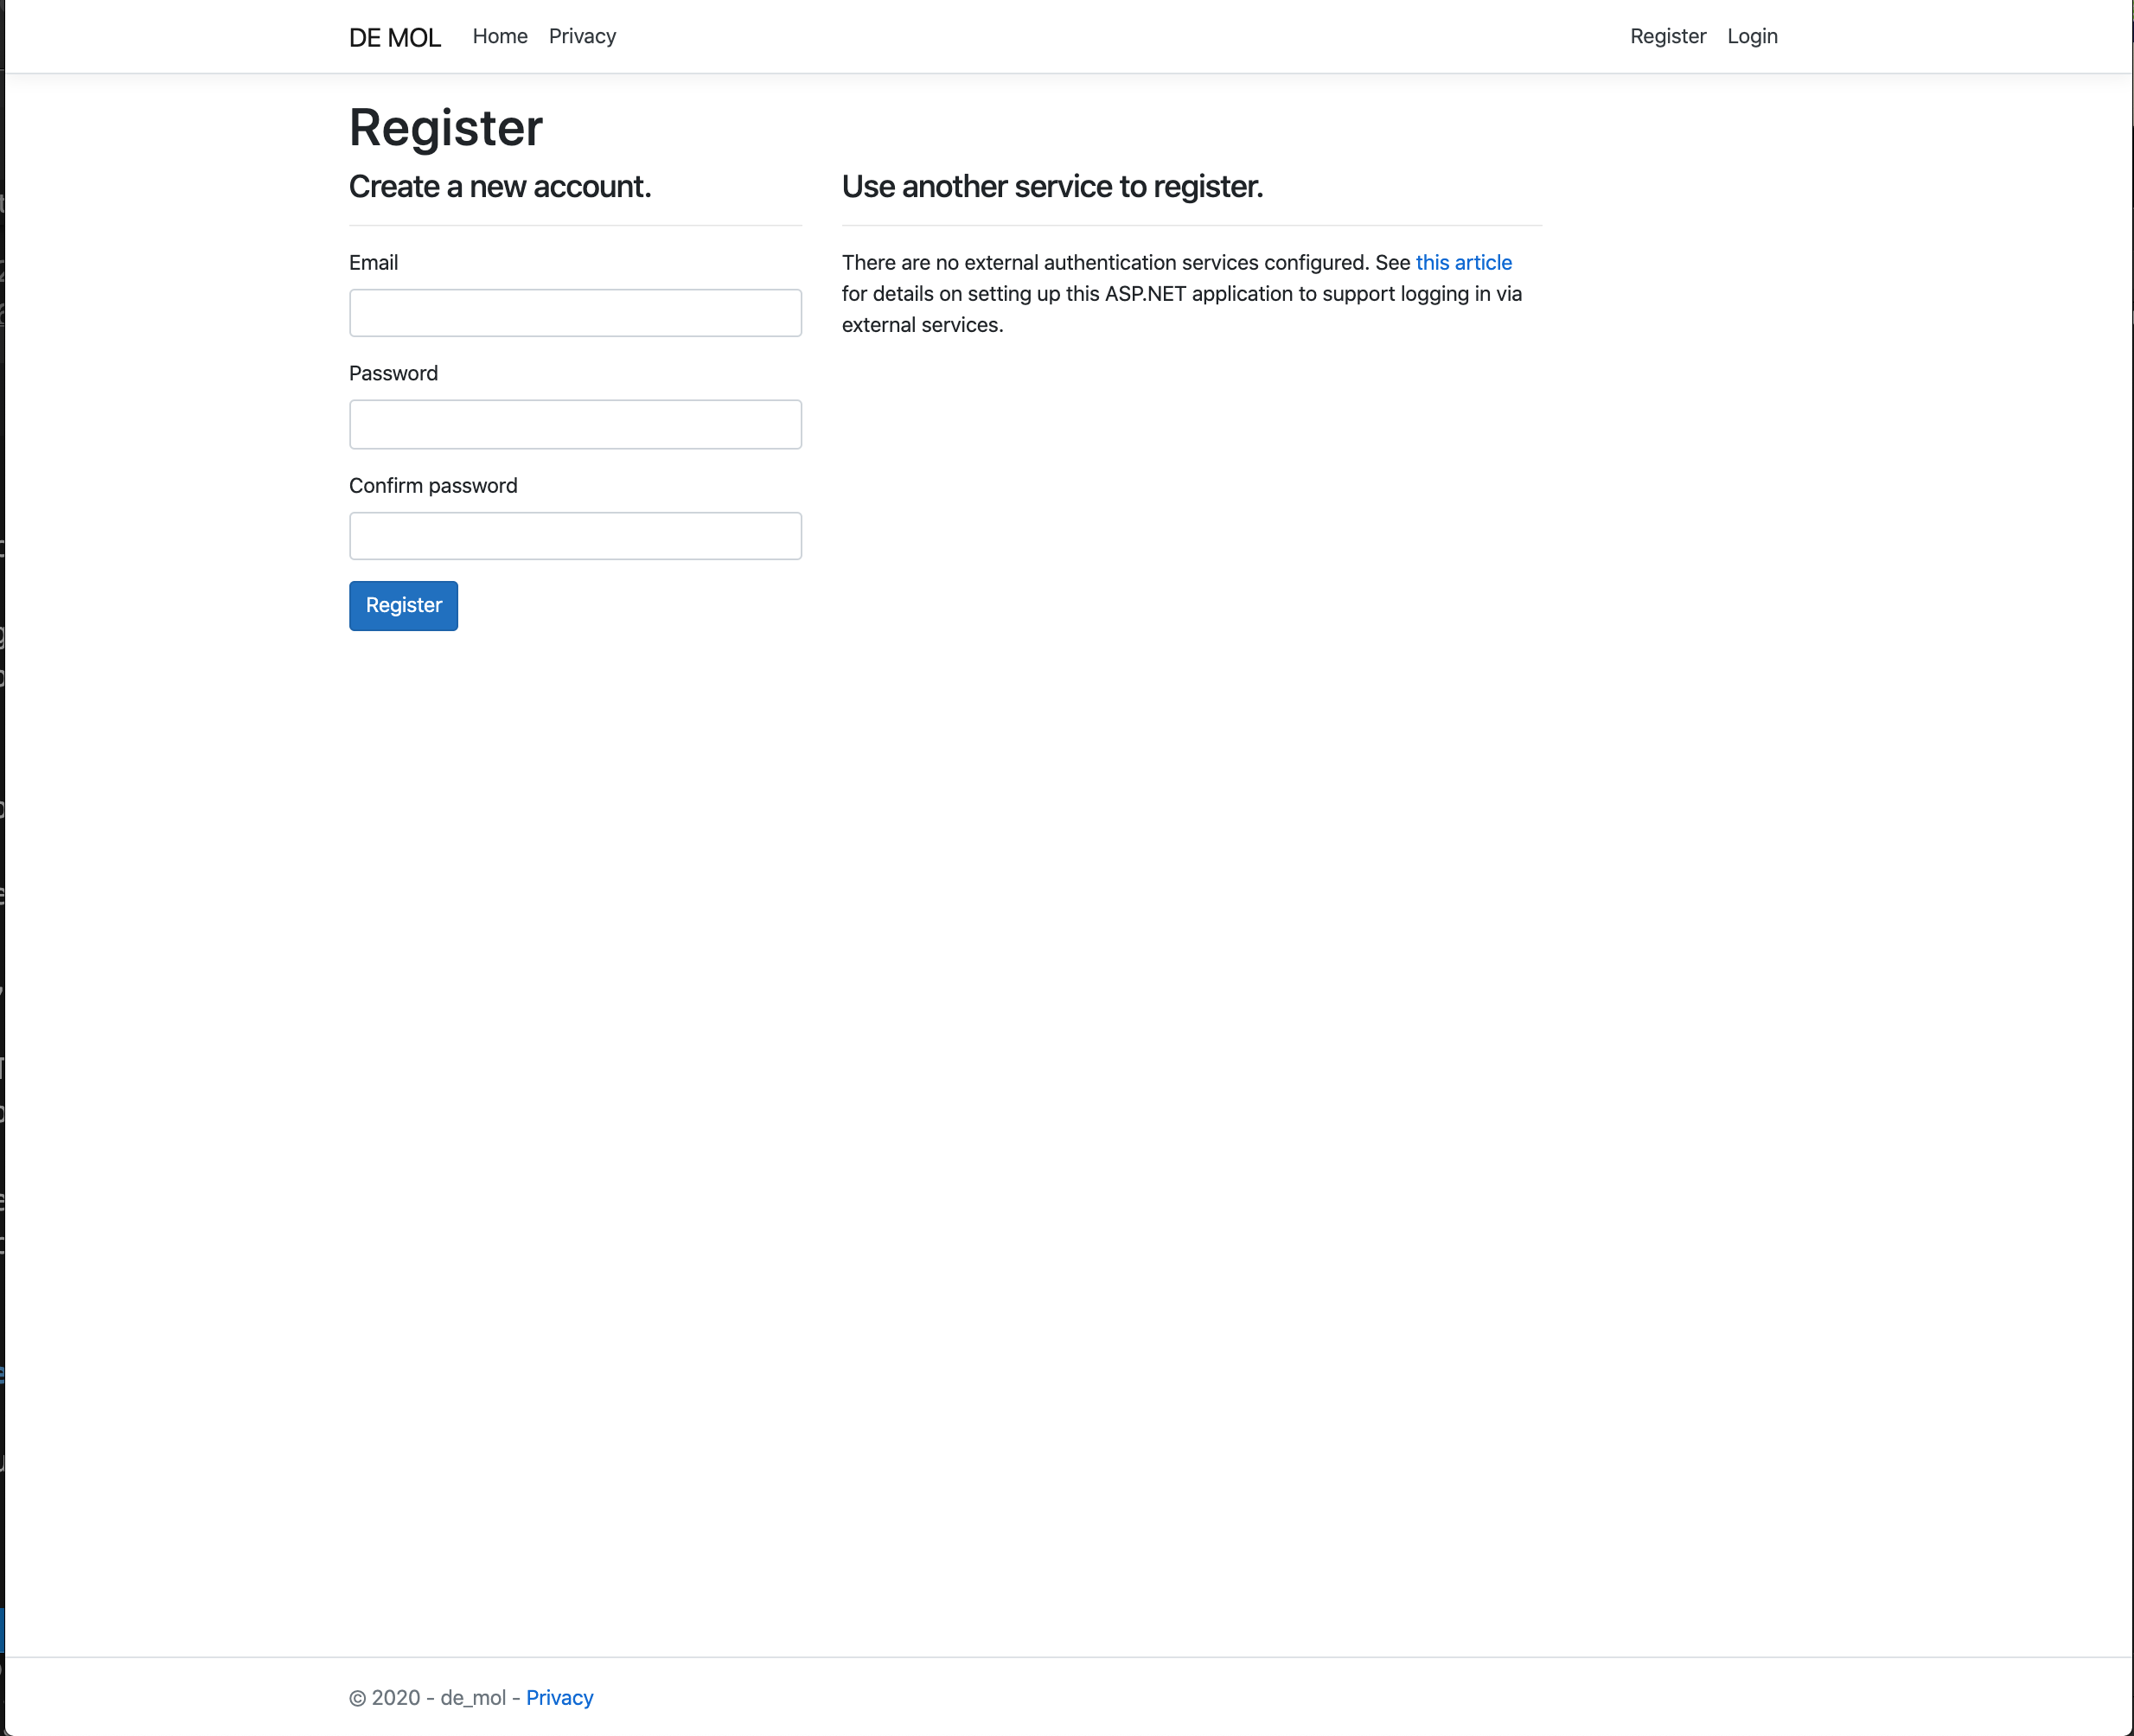 DE MOL Home Privacy Register Login
Register
Create a new account.
Email
Password
Confirm password
Register
Use another service to register.
There are no external authentication services configured. See this article
for details on setting up this ASP.NET application to support logging in via
external services.
© 2020 - de_mol - Privacy